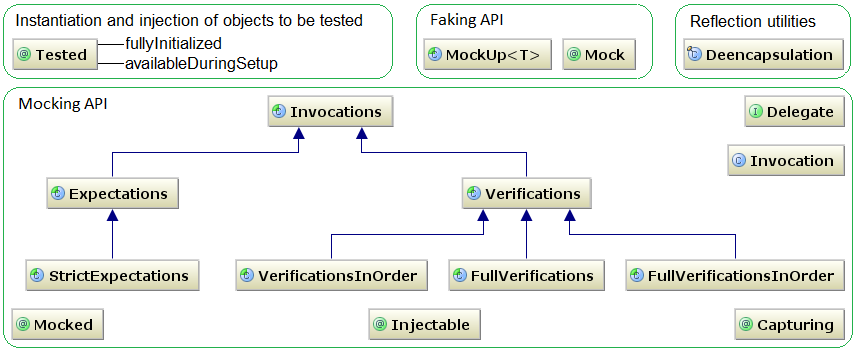 Instantiation and injection of objects to be tested
@ Tested
fullyInitialized
availableDuringSetup
Faking API
C MockUp<T>
@ Mock
Reflection utilities
C Deencapsulation
Mocking API
C Invocations
I Delegate
C Invocation
C Expectations
C Verifications
C StrictExpectations
C VerificationsInOrder
C FullVerifications
C FullVerificationsInOrder
@ Mocked
@ Injectable
@ Capturing